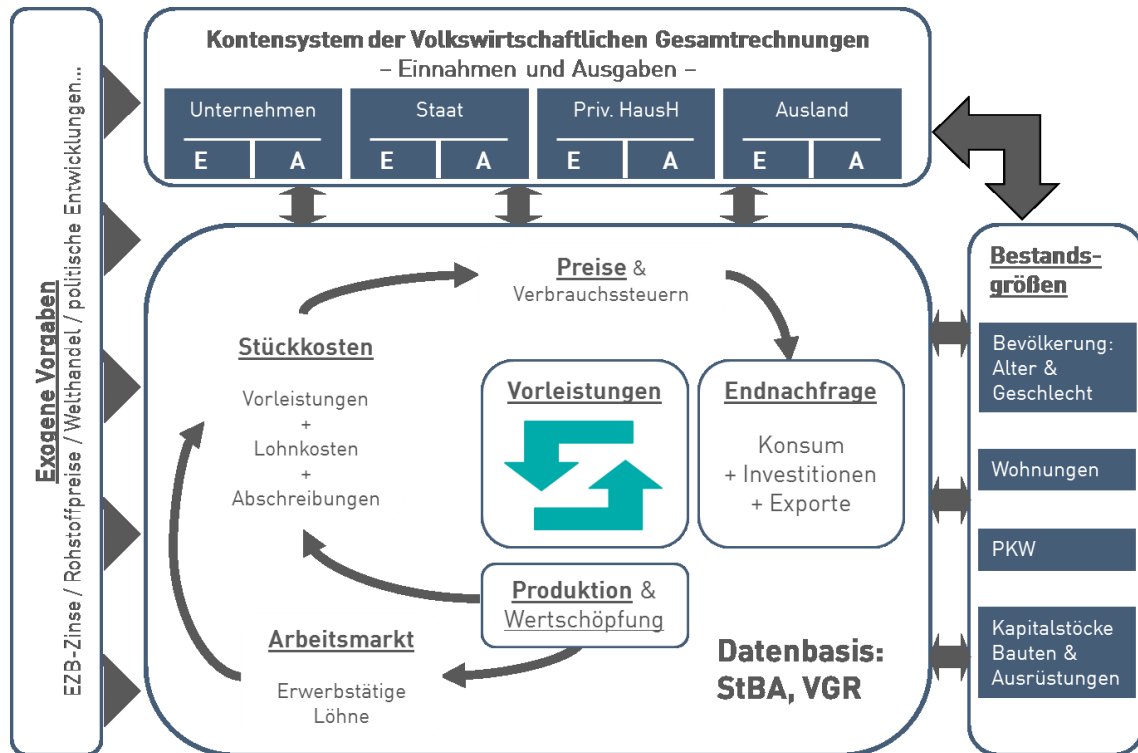 Exogene Vorgaben
EZB-Zinse / Rohstoffpreise / Welthandel / politische Entwicklungen...
Kontensystem der Volkswirtschaftlichen Gesamtrechnungen
– Einnahmen und Ausgaben –
Unternehmen
E A
Staat
E A
Priv. HausH
E A
Ausland
E A
Preise &
Verbrauchssteuern
Stückkosten
Vorleistungen
+
Lohnkosten
+
Abschreibungen
Vorleistungen
Endnachfrage
Konsum
+ Investitionen
+ Exporte
Produktion &
Wertschöpfung
Arbeitsmarkt
Erwerbstätige
Löhne
Datenbasis:
StBA, VGR
Bestands-
größen
Bevölkerung:
Alter &
Geschlecht
Wohnungen
PKW
Kapitalstöcke
Bauten &
Ausrüstungen